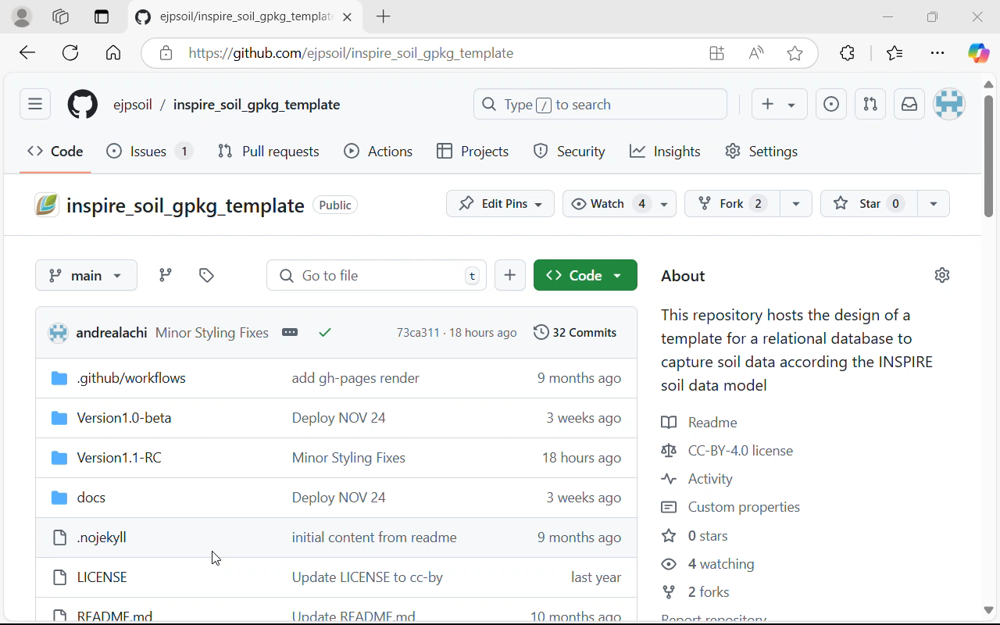 ejpsoil/inspire_soil_gpkg_template
https://github.com/ejpsoil/inspire_soil_gpkg_template
ejpsoil / inspire_soil_gpkg_template
Type / to search
Code
Issues 1
Pull requests
Actions
Projects
Security
Insights
Settings
inspire_soil_gpkg_template Public
Edit Pins
Watch 4
Fork 2
Star 0
main
Go to file t
Code
About
This repository hosts the design of a
template for a relational database to
capture soil data according the INSPIRE
soil data model
Readme
CC-BY-4.0 license
Activity
Custom properties
0 stars
4 watching
2 forks
Report repository
andrealachi Minor Styling Fixes 73ca311 · 18 hours ago 32 Commits
.github/workflows add gh-pages render 9 months ago
Version1.0-beta Deploy NOV 24 3 weeks ago
Version1.1-RC Minor Styling Fixes 18 hours ago
docs Deploy NOV 24 3 weeks ago
.nojekyll initial content from readme 9 months ago
LICENSE Update LICENSE to cc-by last year
README.md Update README.md 10 months ago